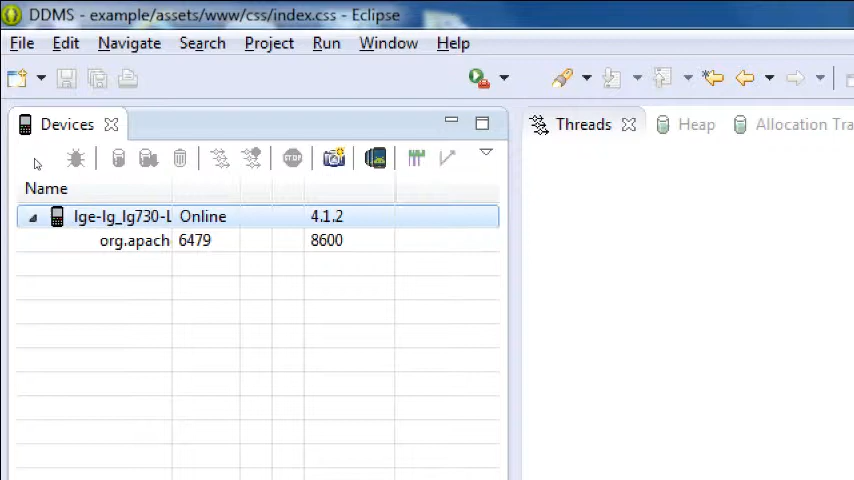 DDMS - example/assets/www/css/index.css - Eclipse
File Edit Navigate Search Project Run Window Help
Devices Threads Heap Allocation Tra
STOP
Name
lge-lg_lg730-L Online 4.1.2
org.apach 6479 8600